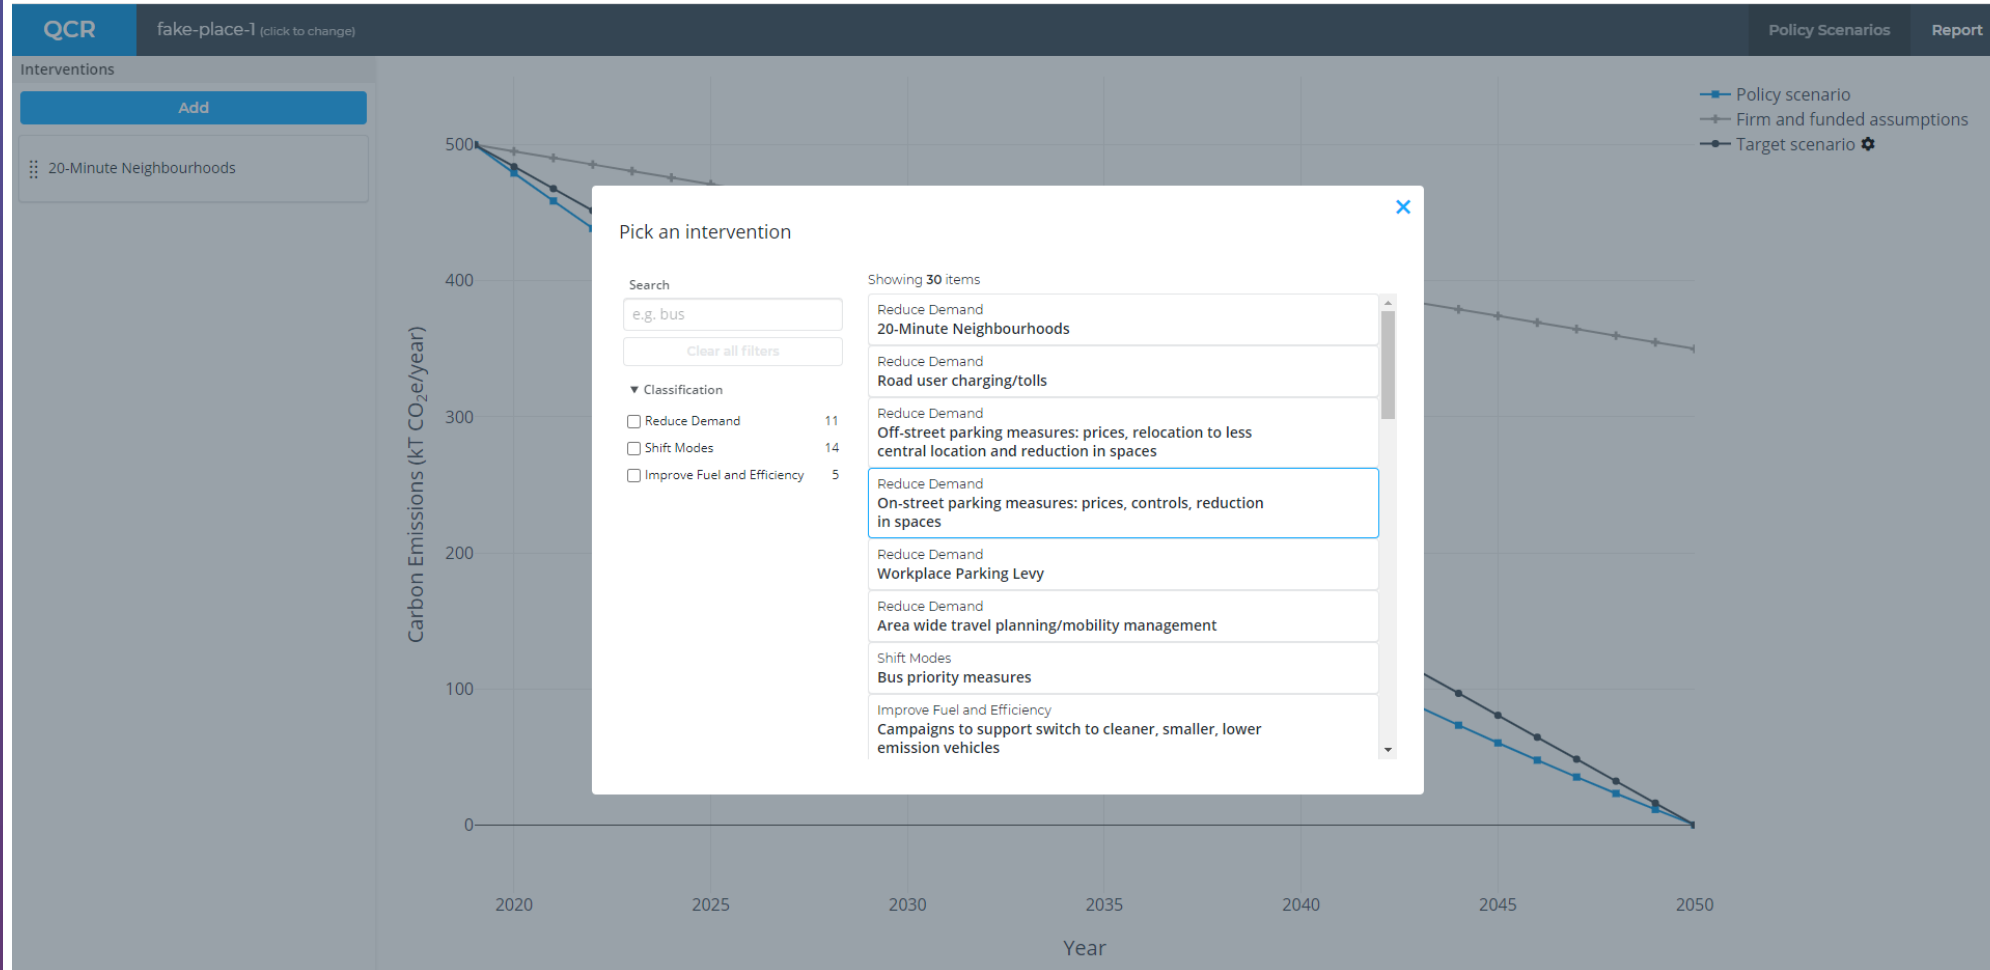 QCR
fake-place-1 (click to change)
Policy Scenarios
Report
Interventions
Add
20-Minute Neighbourhoods
Policy scenario
Firm and funded assumptions
Target scenario
Carbon Emissions (kT CO₂e/year)
500
400
300
200
100
0
2020
2025
2030
2035
2040
2045
2050
Year
Pick an intervention
Search
e.g. bus
Clear all filters
Classification
Reduce Demand 11
Shift Modes 14
Improve Fuel and Efficiency 5
Showing 30 items
Reduce Demand
20-Minute Neighbourhoods
Reduce Demand
Road user charging/tolls
Reduce Demand
Off-street parking measures: prices, relocation to less
central location and reduction in spaces
Reduce Demand
On-street parking measures: prices, controls, reduction
in spaces
Reduce Demand
Workplace Parking Levy
Reduce Demand
Area wide travel planning/mobility management
Shift Modes
Bus priority measures
Improve Fuel and Efficiency
Campaigns to support switch to cleaner, smaller, lower
emission vehicles